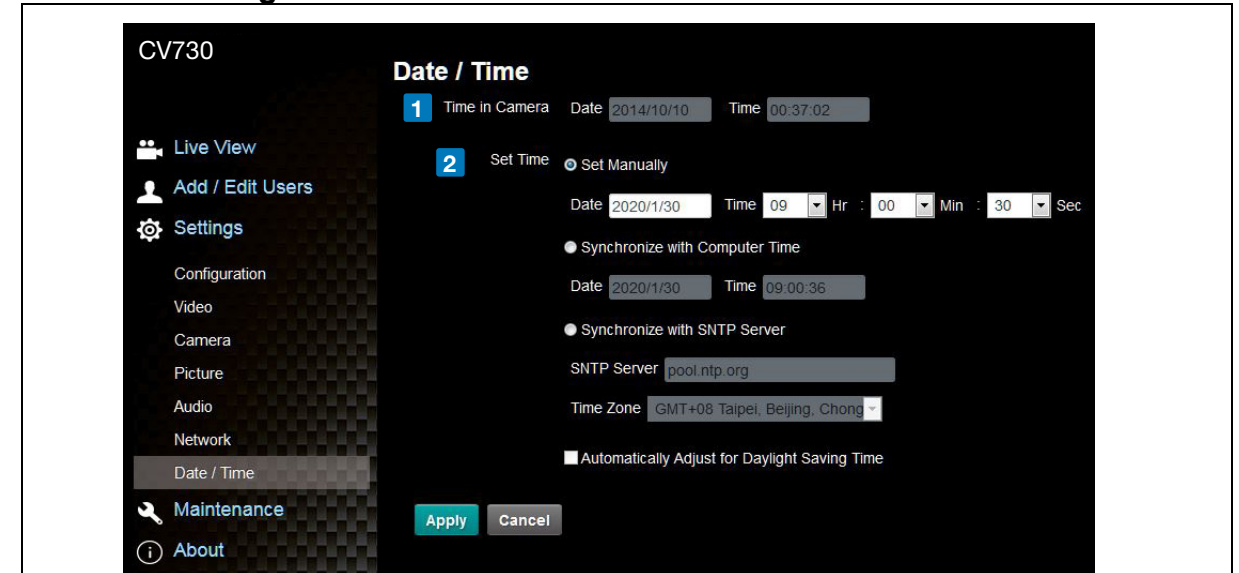 CV730
Date / Time
1 Time in Camera Date 2014/10/10 Time 00:37:02
Live View
Add / Edit Users
Settings
Configuration
Video
Camera
Picture
Audio
Network
Date / Time
Maintenance
About
2 Set Time Set Manually
Date 2020/1/30 Time 09 Hr : 00 Min : 30 Sec
Synchronize with Computer Time
Date 2020/1/30 Time 09:00:36
Synchronize with SNTP Server
SNTP Server pool.ntp.org
Time Zone GMT+08 Taipei, Beijing, Chong
Automatically Adjust for Daylight Saving Time
Apply Cancel